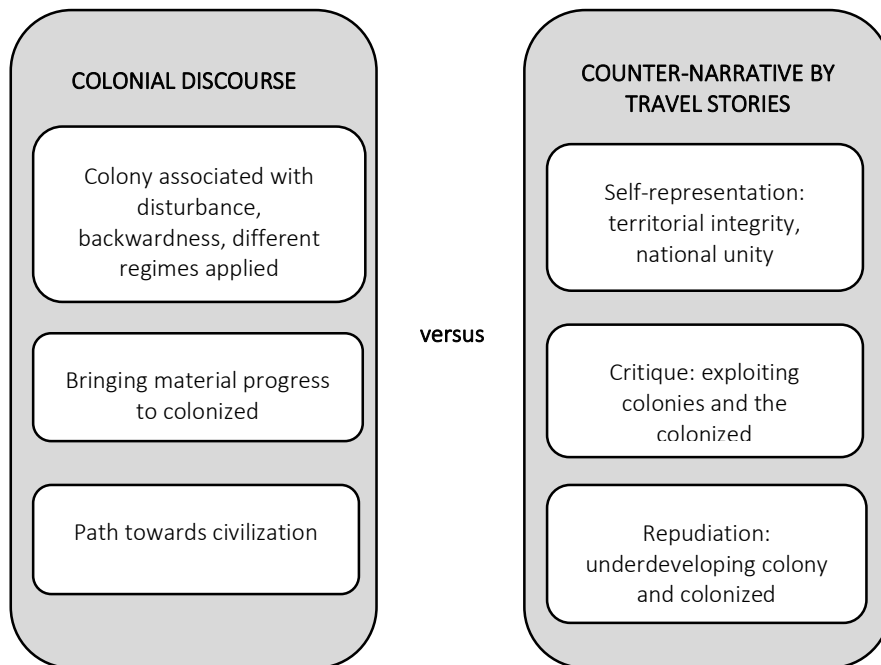 COLONIAL DISCOURSE
Colony associated with
disturbance,
backwardness, different
regimes applied
Bringing material progress
to colonized
Path towards civilization
versus
COUNTER-NARRATIVE BY
TRAVEL STORIES
Self-representation:
territorial integrity,
national unity
Critique: exploiting
colonies and the
colonized
Repudiation:
underdeveloping colony
and colonized